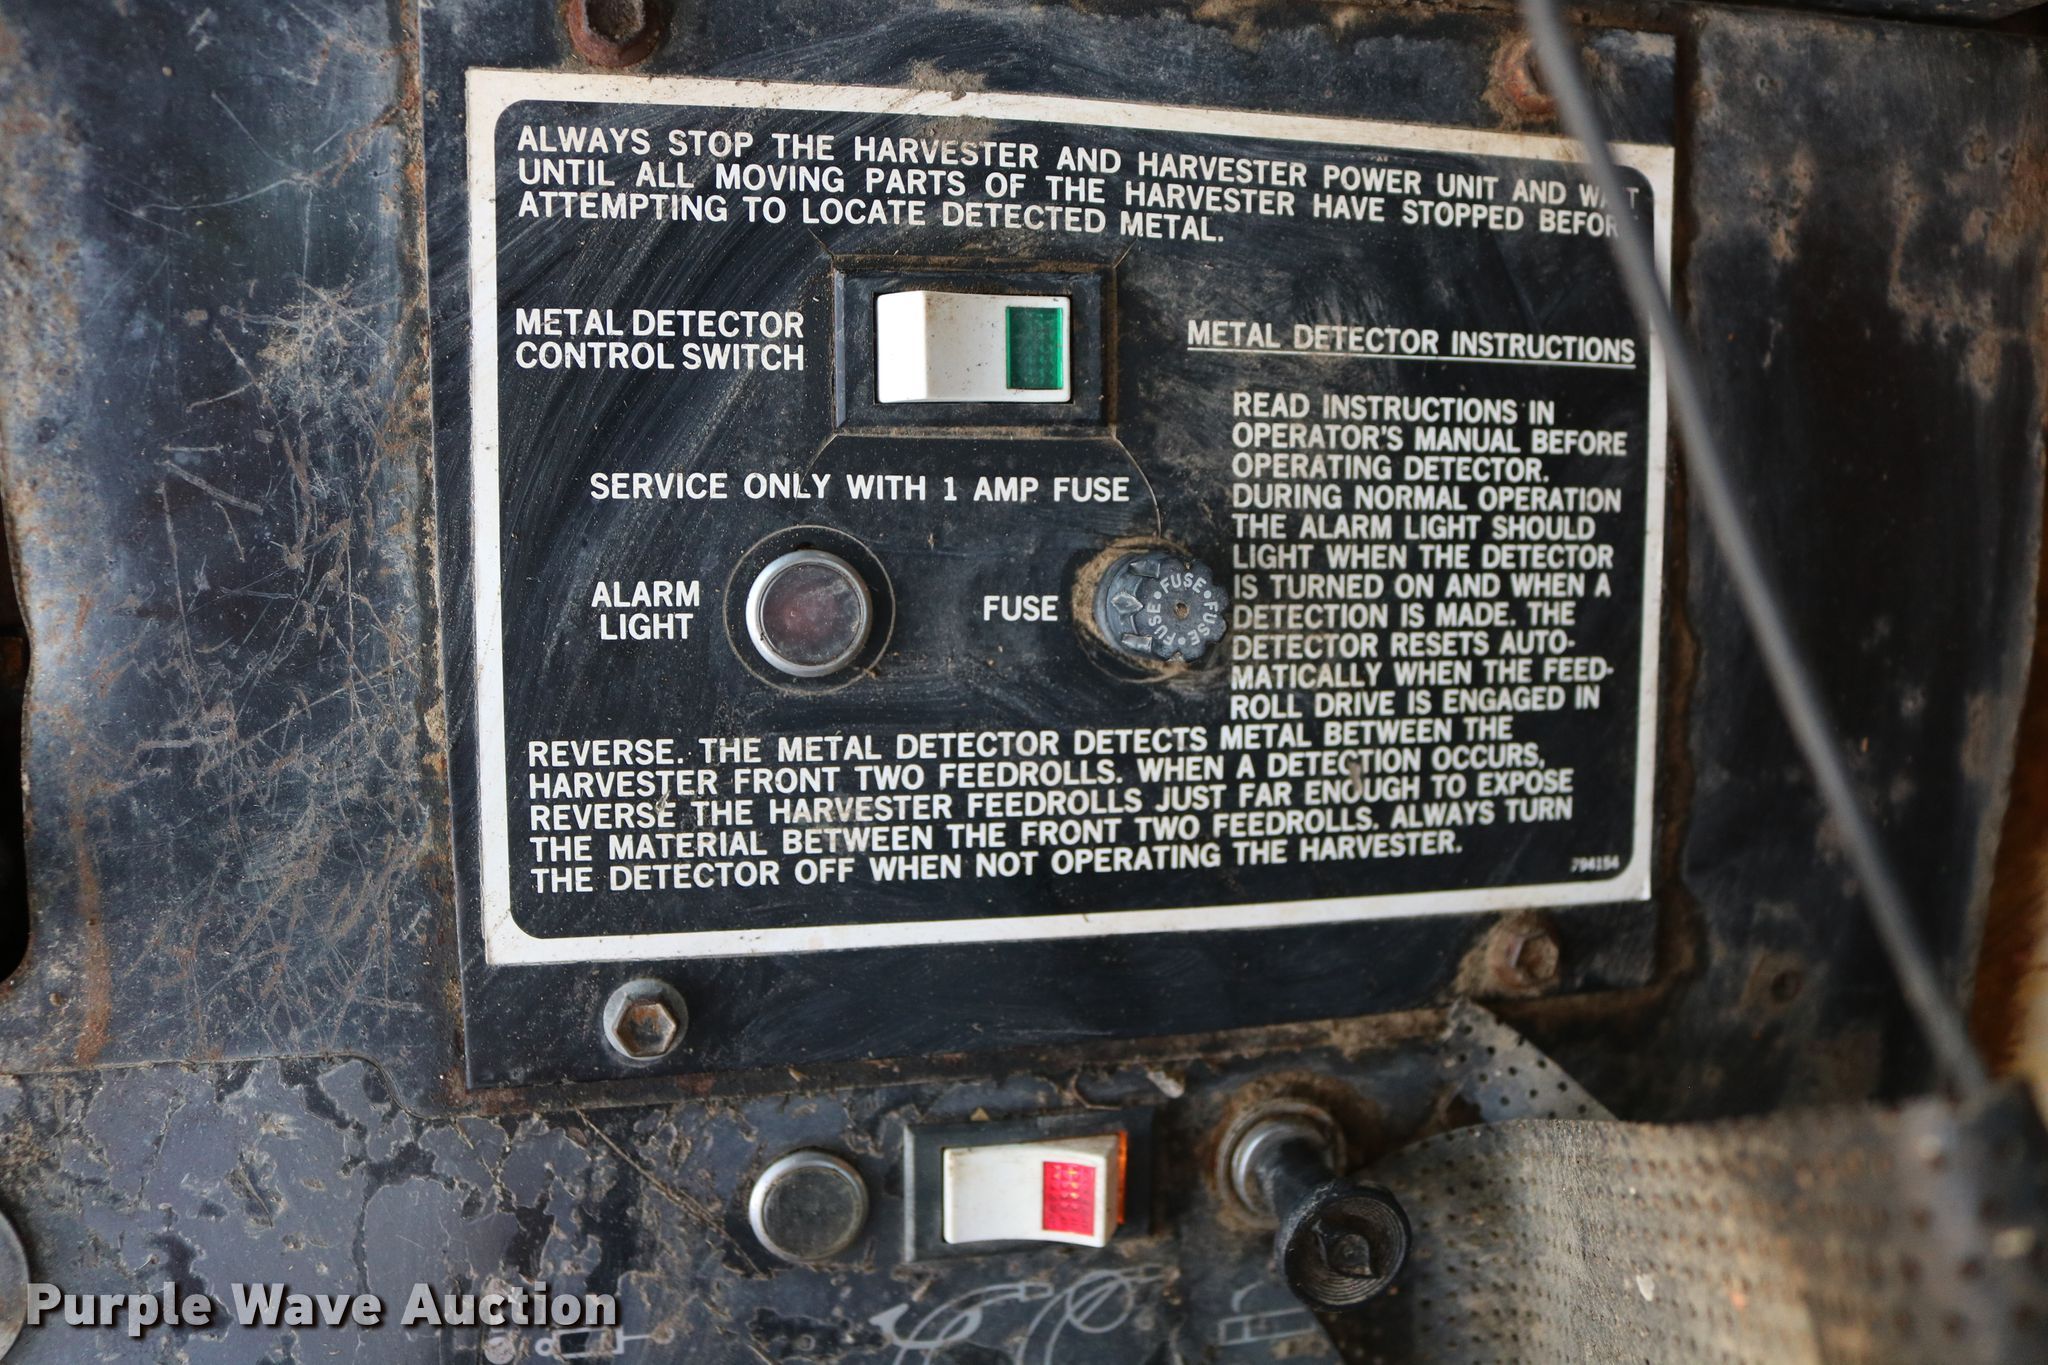 ALWAYS STOP THE HARVESTER AND HARVESTER POWER UNIT AND
UNTIL ALL MOVING PARTS OF THE HARVESTER HAVE STOPPED
ATTEMPTING TO LOCATE DETECTED METAL.
METAL DETECTOR
CONTROL SWITCH
SERVICE ONLY WITH 1 AMP FUSE
ALARM
LIGHT
FUSE
FUSE • FUSE • FUSE • FUSE •
METAL DETECTOR INSTRUCTIONS
READ INSTRUCTIONS IN
OPERATOR'S MANUAL BEFORE
OPERATING DETECTOR.
DURING NORMAL OPERATION
THE ALARM LIGHT SHOULD
LIGHT WHEN THE DETECTOR
IS TURNED ON AND WHEN A
DETECTION IS MADE. THE
DETECTOR RESETS AUTO-
MATICALLY WHEN THE FEED-
ROLL DRIVE IS ENGAGED IN
REVERSE. THE METAL DETECTOR DETECTS METAL BETWEEN THE
HARVESTER FRONT TWO FEEDROLLS. WHEN A DETECTION OCCURS,
REVERSE THE HARVESTER FEEDROLLS JUST FAR ENOUGH TO EXPOSE
THE MATERIAL BETWEEN THE FRONT TWO FEEDROLLS. ALWAYS TURN
THE DETECTOR OFF WHEN NOT OPERATING THE HARVESTER.
794154
Purple Wave Auction